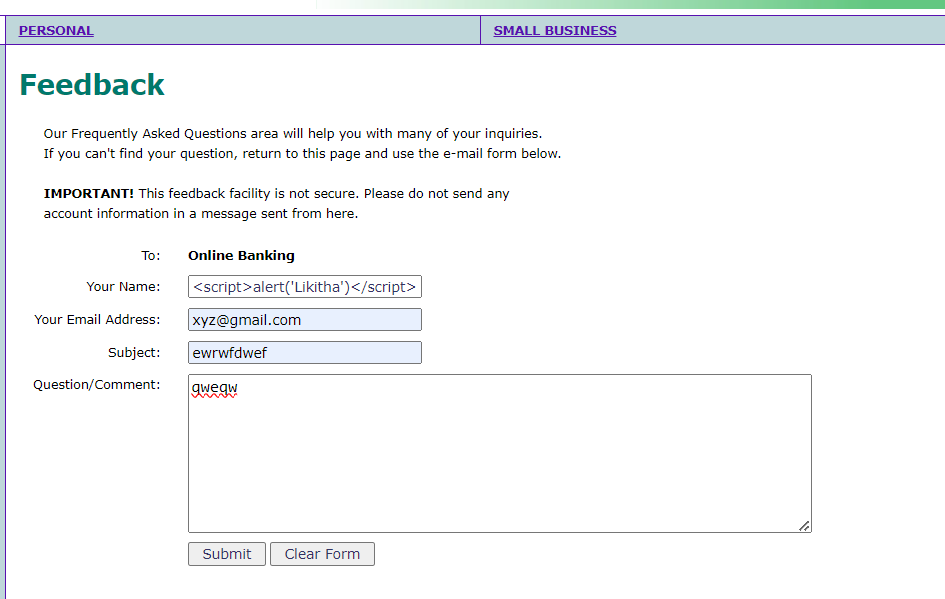 PERSONAL
SMALL BUSINESS
Feedback
Our Frequently Asked Questions area will help you with many of your inquiries.
If you can't find your question, return to this page and use the e-mail form below.
IMPORTANT! This feedback facility is not secure. Please do not send any
account information in a message sent from here.
To: Online Banking
Your Name: <script>alert('Likitha')</script>
Your Email Address: xyz@gmail.com
Subject: ewrwfdwef
Question/Comment: qweqw
Submit Clear Form